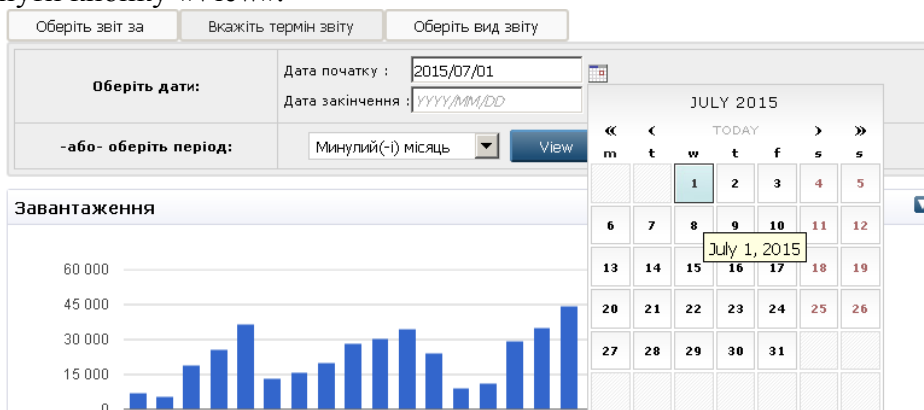 кнопку
Оберіть звіт за Вкажіть термін звіту Оберіть вид звіту
Оберіть дати:
Дата початку : 2015/07/01
Дата закінчення : YYYY/MM/DD
-або- оберіть період: Минулий(-і) місяць View
JULY 2015
« ‹ TODAY › »
m t w t f s s
1 2 3 4 5
6 7 8 9 10 11 12
July 1, 2015
13 14 15 16 17 18 19
20 21 22 23 24 25 26
27 28 29 30 31
Завантаження
60 000
45 000
30 000
15 000
0